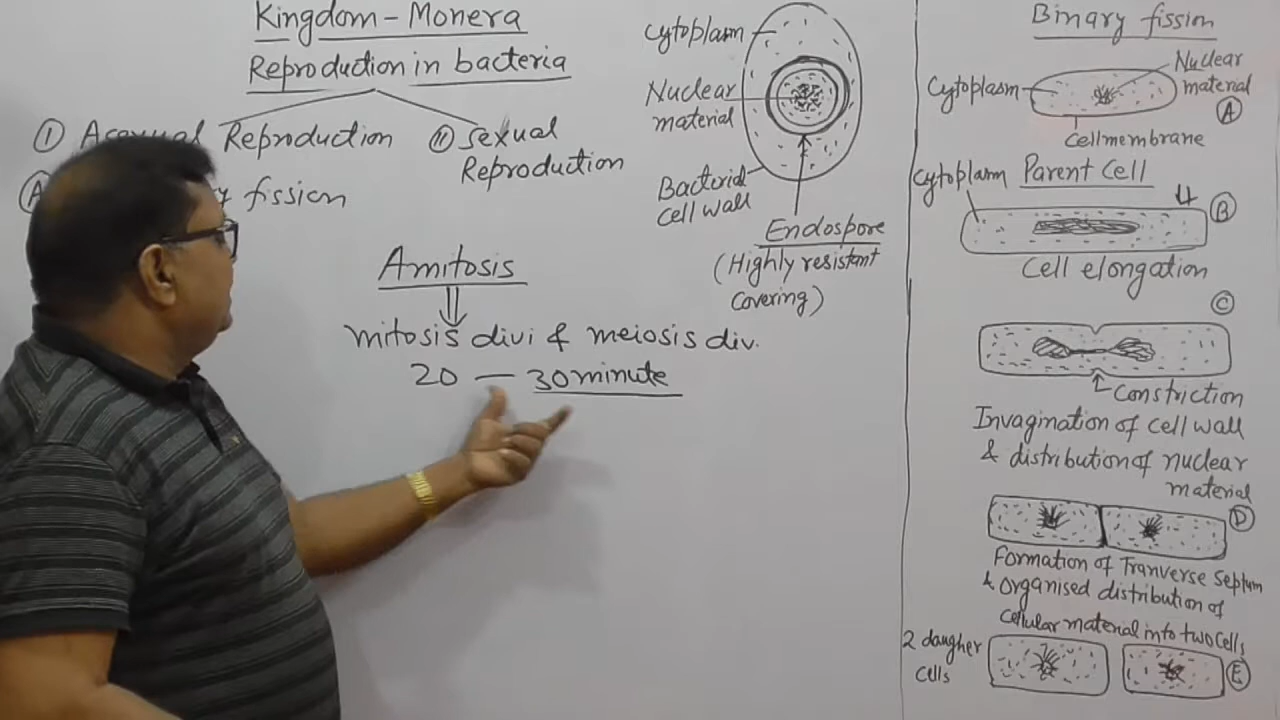 Kingdom - Monera
Reproduction in bacteria
I Asexual Reproduction
II Sexual
Reproduction
A fission
Amitosis
mitosis divi & meiosis div.
20 — 30 minute
Cytoplasm
Nuclear
material
Bacterial
cell wall
Endospore
(Highly resistant
covering)
Binary fission
Cytoplasm
Nuclear
material
A
Cellmembrane
Cytoplasm
Parent Cell
B
Cell elongation
C
Constriction
Invagination of cell wall
& distribution of nuclear
material
D
Formation of Tranverse Septum
& Organised distribution of
Cellular material into two Cells
2 daugher
cells
E